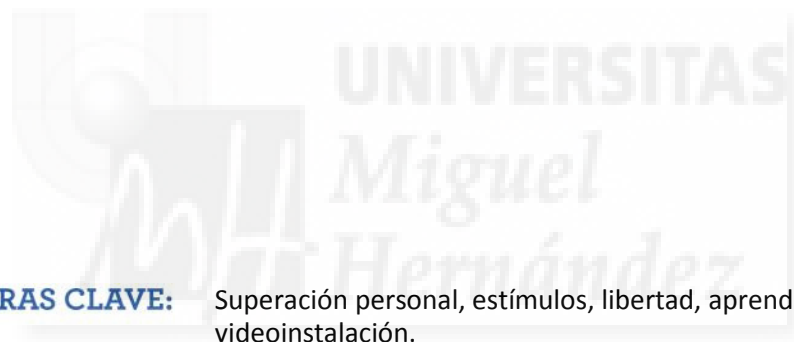 UNIVERSITAS
Miguel
Hernández
RAS CLAVE: Superación personal, estímulos, libertad, aprend
videoinstalación.